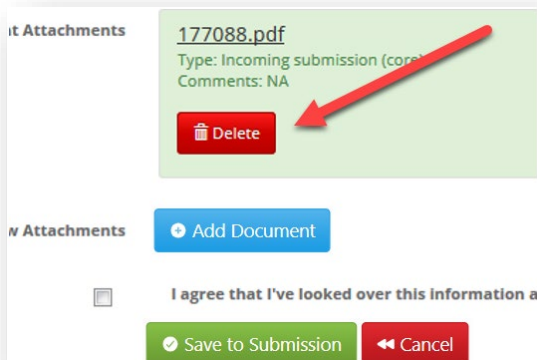 t Attachments
177088.pdf
Type: Incoming submission (core)
Comments: NA
Delete
w Attachments
Add Document
I agree that I've looked over this information a
Save to Submission
Cancel